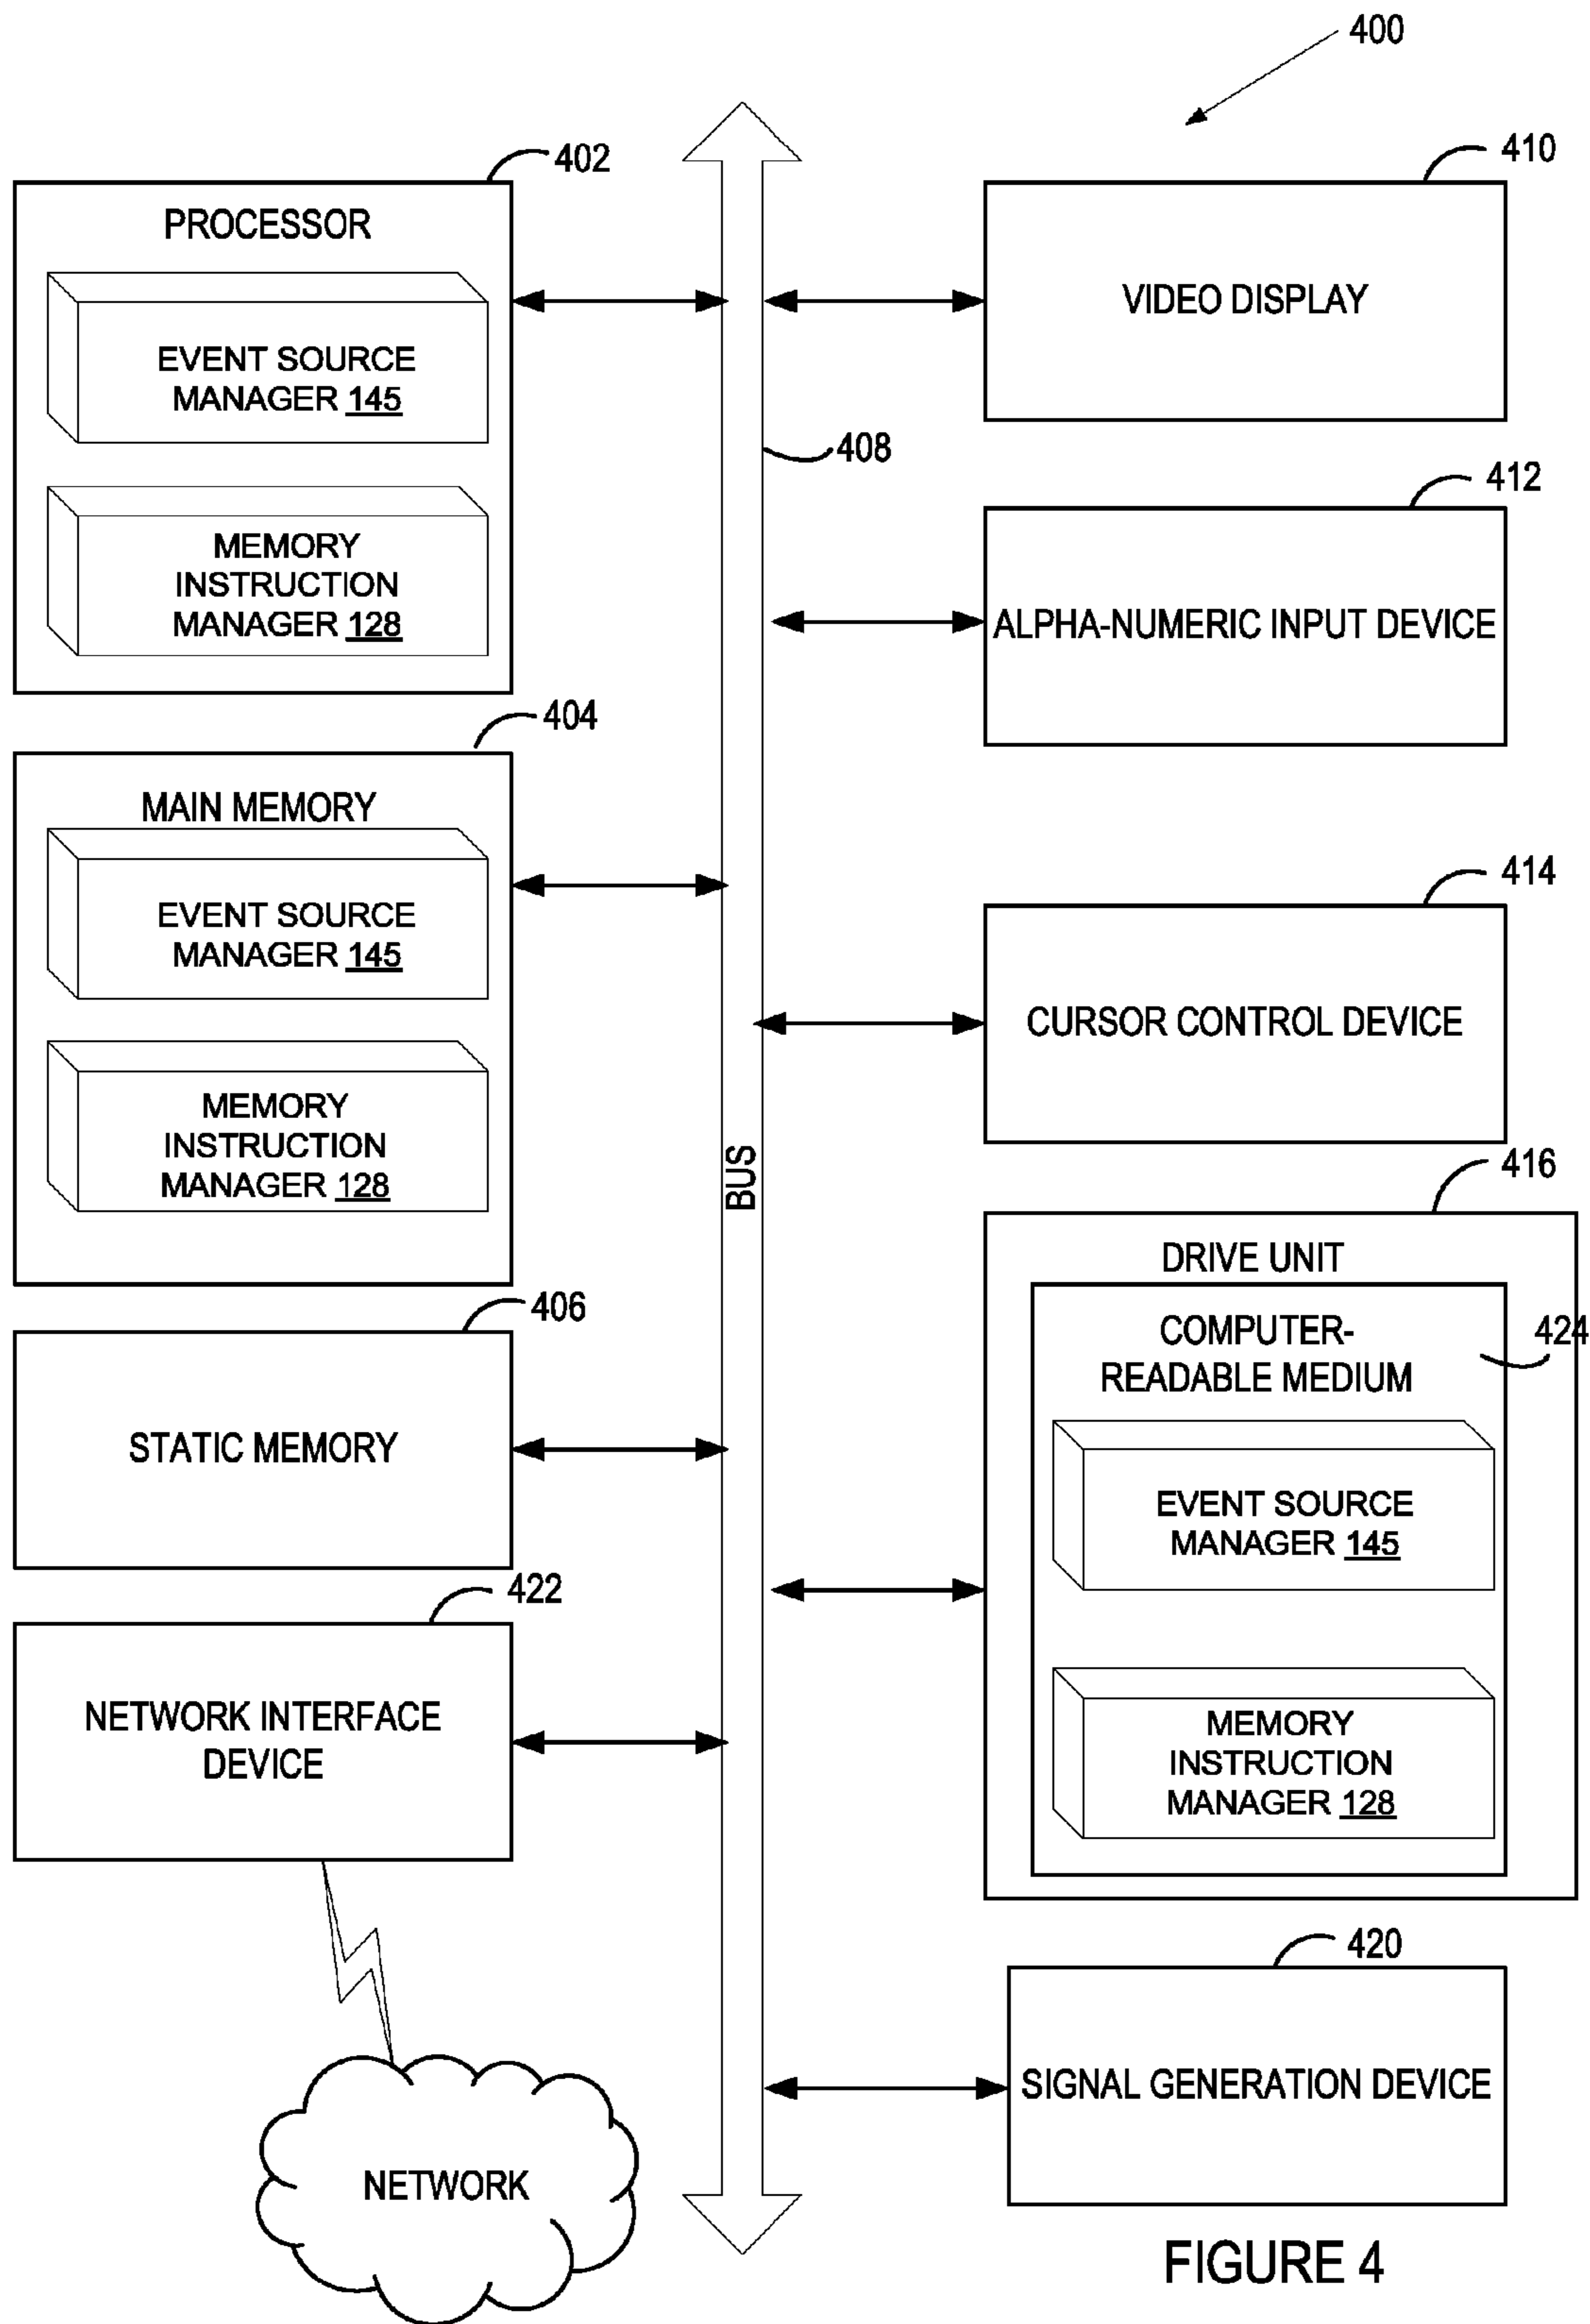 400
402
PROCESSOR
EVENT SOURCE
MANAGER 145
MEMORY
INSTRUCTION
MANAGER 128
404
MAIN MEMORY
EVENT SOURCE
MANAGER 145
MEMORY
INSTRUCTION
MANAGER 128
406
STATIC MEMORY
422
NETWORK INTERFACE
DEVICE
NETWORK
BUS
408
410
VIDEO DISPLAY
412
ALPHA-NUMERIC INPUT DEVICE
414
CURSOR CONTROL DEVICE
416
DRIVE UNIT
COMPUTER-
READABLE MEDIUM
424
EVENT SOURCE
MANAGER 145
MEMORY
INSTRUCTION
MANAGER 128
420
SIGNAL GENERATION DEVICE
FIGURE 4